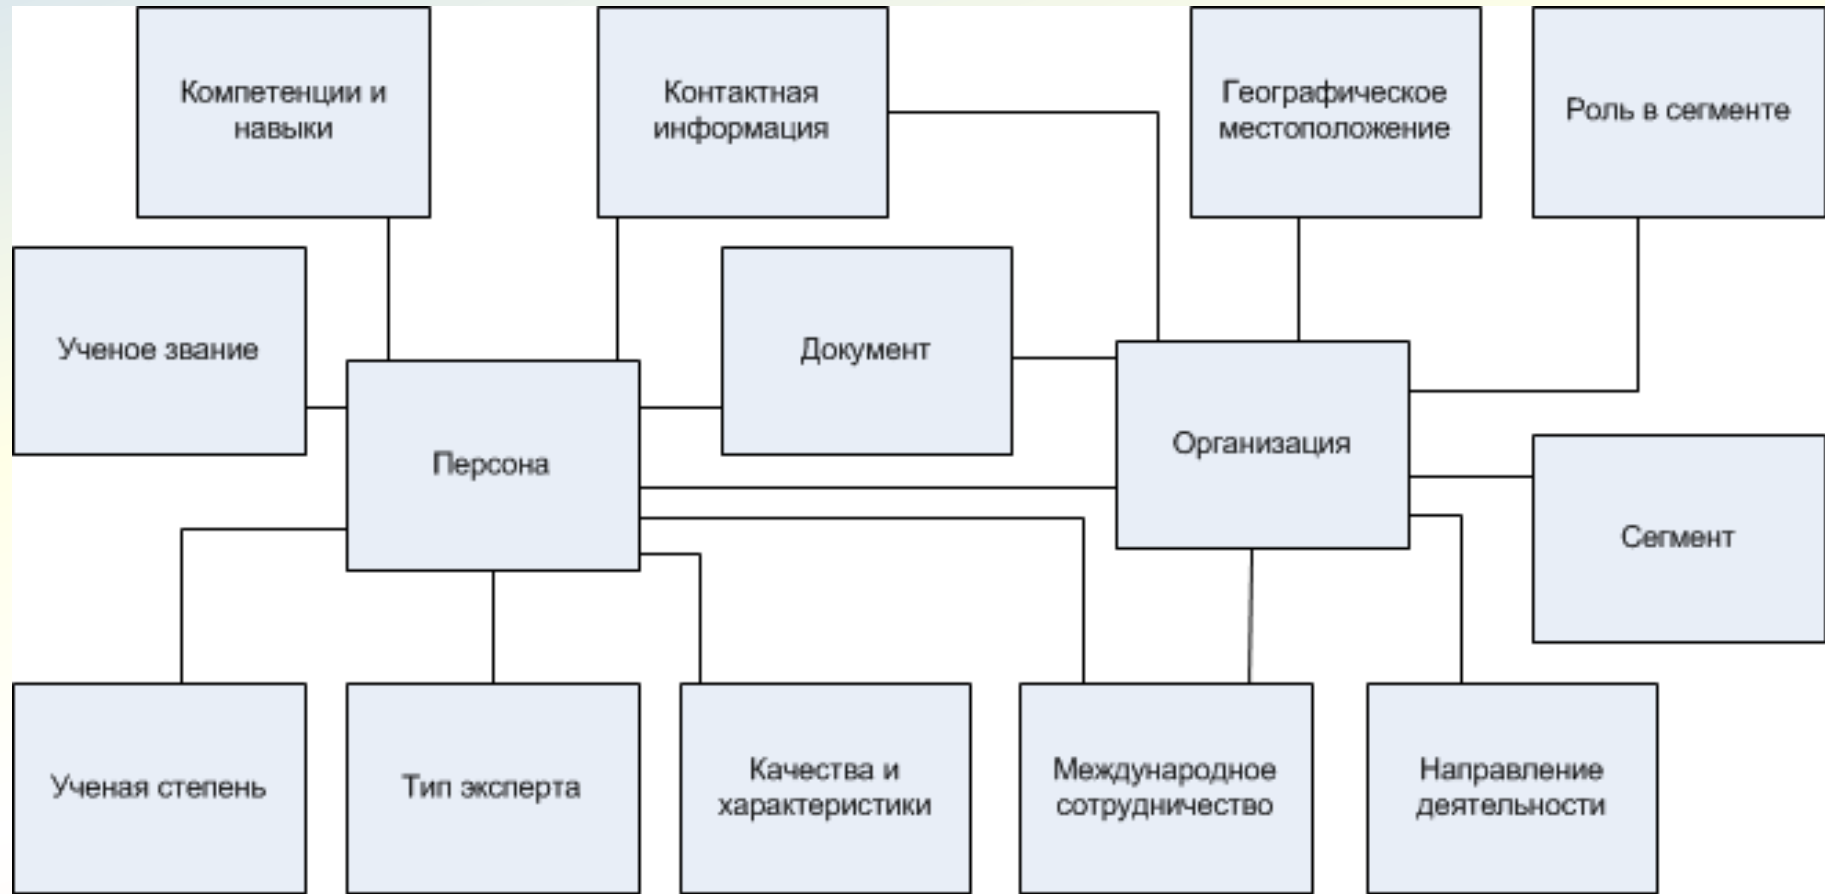 Компетенции и
навыки
Контактная
информация
Географическое
местоположение
Роль в сегменте
Ученое звание
Документ
Персона
Организация
Сегмент
Ученая степень
Тип эксперта
Качества и
характеристики
Международное
сотрудничество
Направление
деятельности